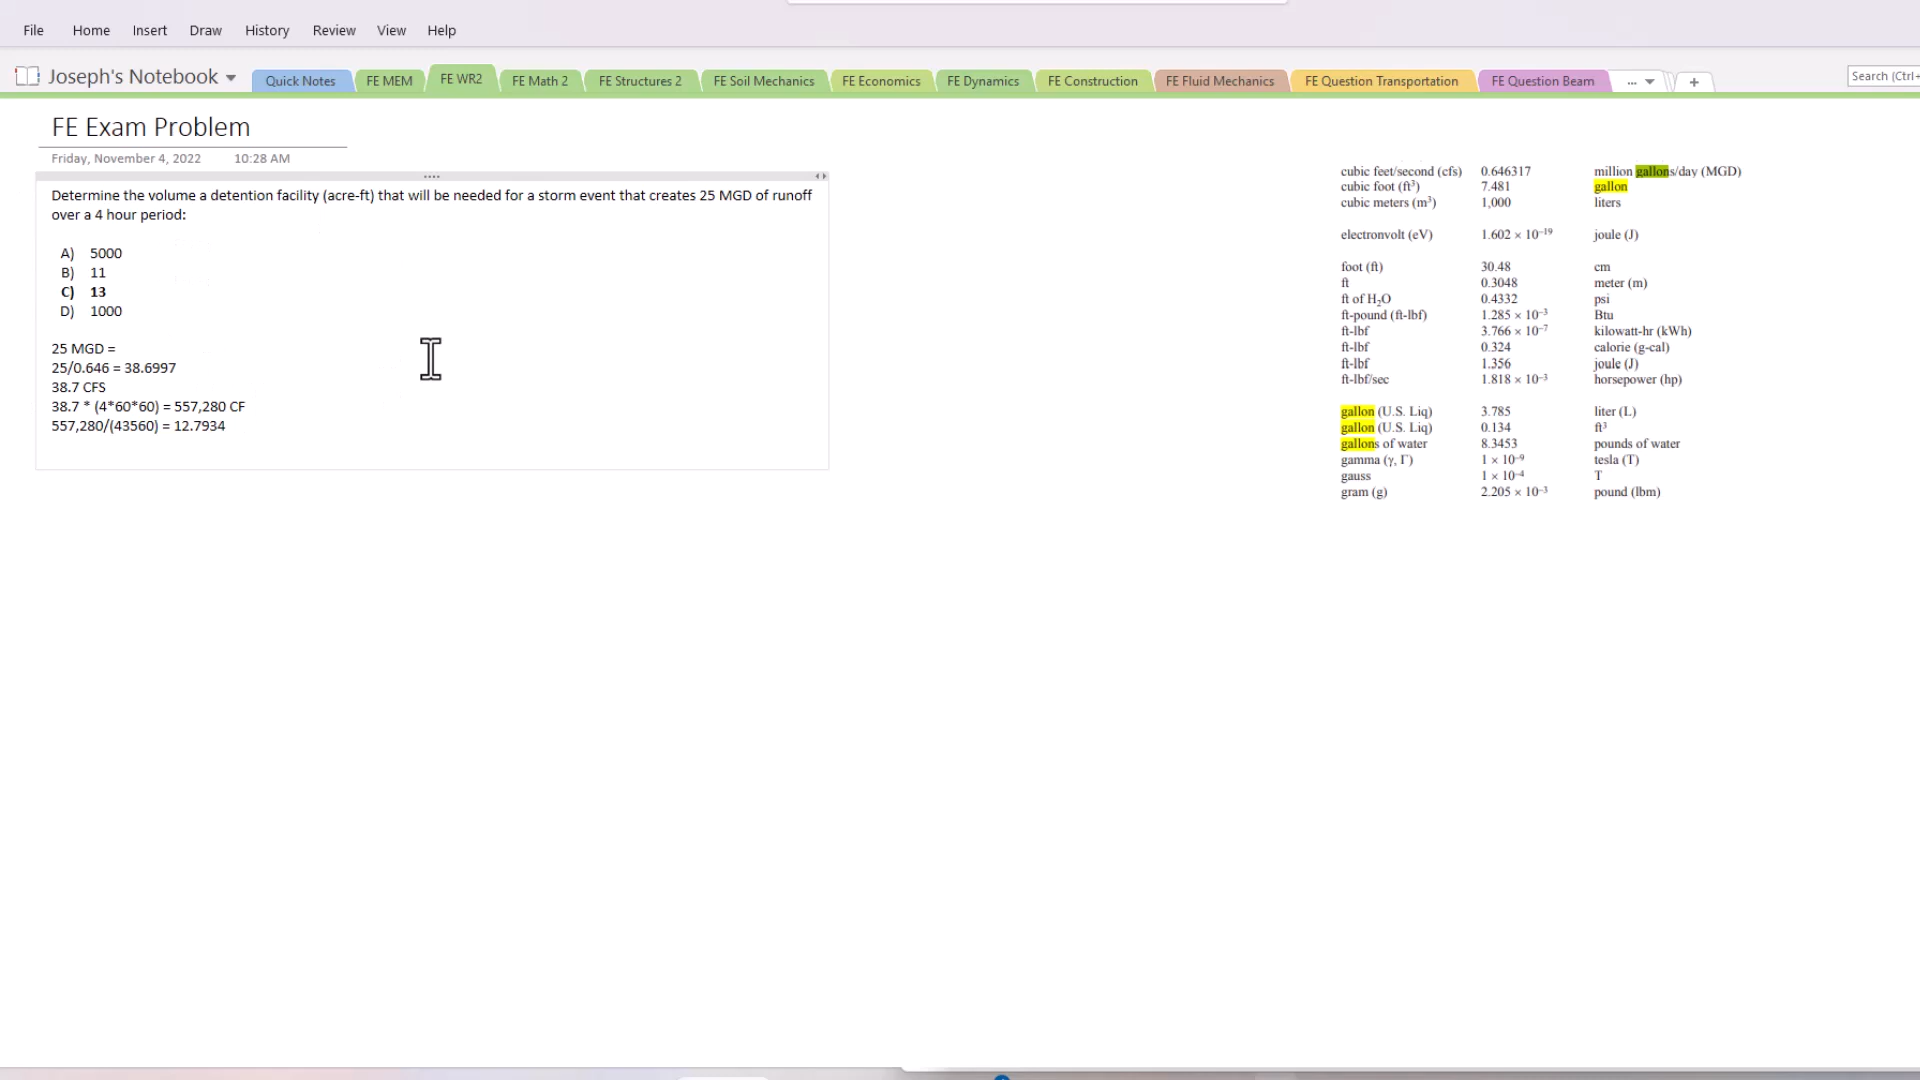 File Home Insert Draw History Review View Help
Joseph's Notebook Quick Notes FE MEM FE WR2 FE Math 2 FE Structures 2 FE Soil Mechanics FE Economics FE Dynamics FE Construction FE Fluid Mechanics FE Question Transportation FE Question Beam ... + Search (Ctrl+
FE Exam Problem
Friday, November 4, 2022 10:28 AM
Determine the volume a detention facility (acre-ft) that will be needed for a storm event that creates 25 MGD of runoff
over a 4 hour period:
A) 5000
B) 11
C) 13
D) 1000
25 MGD =
25/0.646 = 38.6997
38.7 CFS
38.7 * (4*60*60) = 557,280 CF
557,280/(43560) = 12.7934
cubic feet/second (cfs) 0.646317 million gallons/day (MGD)
cubic foot (ft³) 7.481 gallon
cubic meters (m³) 1,000 liters
electronvolt (eV) 1.602 × 10⁻¹⁹ joule (J)
foot (ft) 30.48 cm
ft 0.3048 meter (m)
ft of H₂O 0.4332 psi
ft-pound (ft-lbf) 1.285 × 10⁻³ Btu
ft-lbf 3.766 × 10⁻⁷ kilowatt-hr (kWh)
ft-lbf 0.324 calorie (g-cal)
ft-lbf 1.356 joule (J)
ft-lbf/sec 1.818 × 10⁻³ horsepower (hp)
gallon (U.S. Liq) 3.785 liter (L)
gallon (U.S. Liq) 0.134 ft³
gallons of water 8.3453 pounds of water
gamma (γ, Γ) 1 × 10⁻⁹ tesla (T)
gauss 1 × 10⁻⁴ T
gram (g) 2.205 × 10⁻³ pound (lbm)